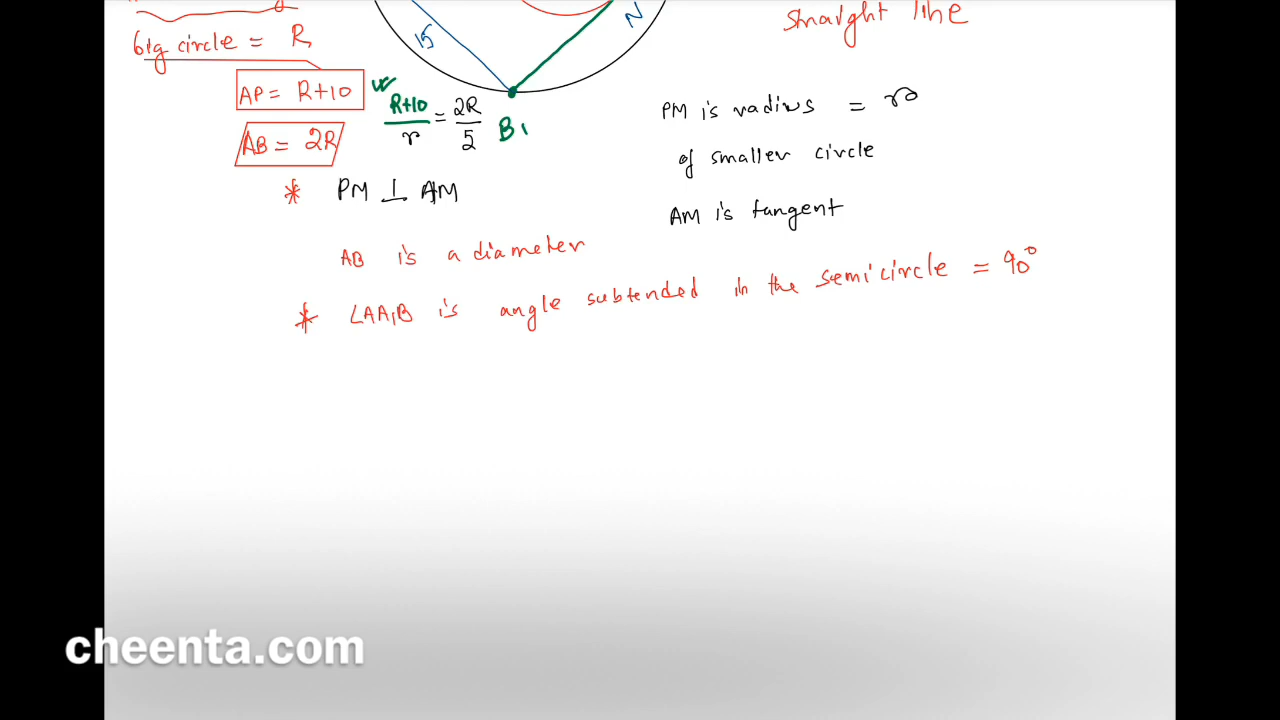 straight line
big circle = R
15
N
AP = R+10
R+10/r = 2R/5
B₁
PM is radius = r
of smaller circle
AB = 2R
* PM ⊥ AM
AM is tangent
AB is a diameter
* ∠AA₁B is angle subtended in the semicircle = 90°
cheenta.com